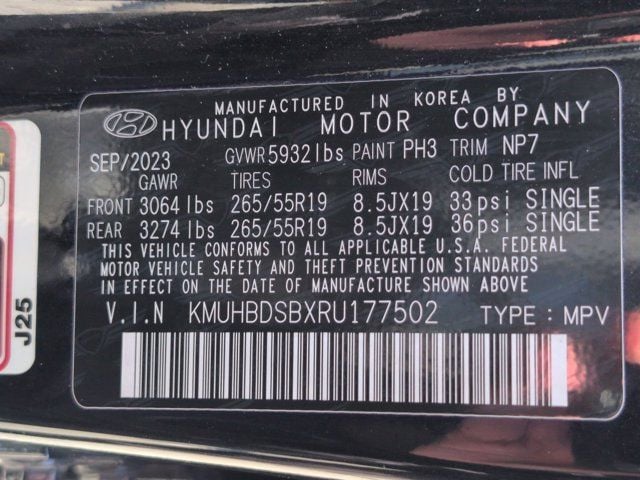 MANUFACTURED IN KOREA BY.
HYUNDAI MOTOR COMPANY
SEP/2023 GVWR 5932lbs PAINT PH3 TRIM NP7
GAWR TIRES RIMS COLD TIRE INFL
FRONT 3064lbs 265/55R19 8.5JX19 33psi SINGLE
REAR 3274lbs 265/55R19 8.5JX19 36psi SINGLE
THIS VEHICLE CONFORMS TO ALL APPLICABLE U.S.A. FEDERAL
MOTOR VEHICLE SAFETY AND THEFT PREVENTION STANDARDS
IN EFFECT ON THE DATE OF MANUFACTURE SHOWN ABOVE
V.I.N KMUHBDSBXRU177502 TYPE : MPV
J25